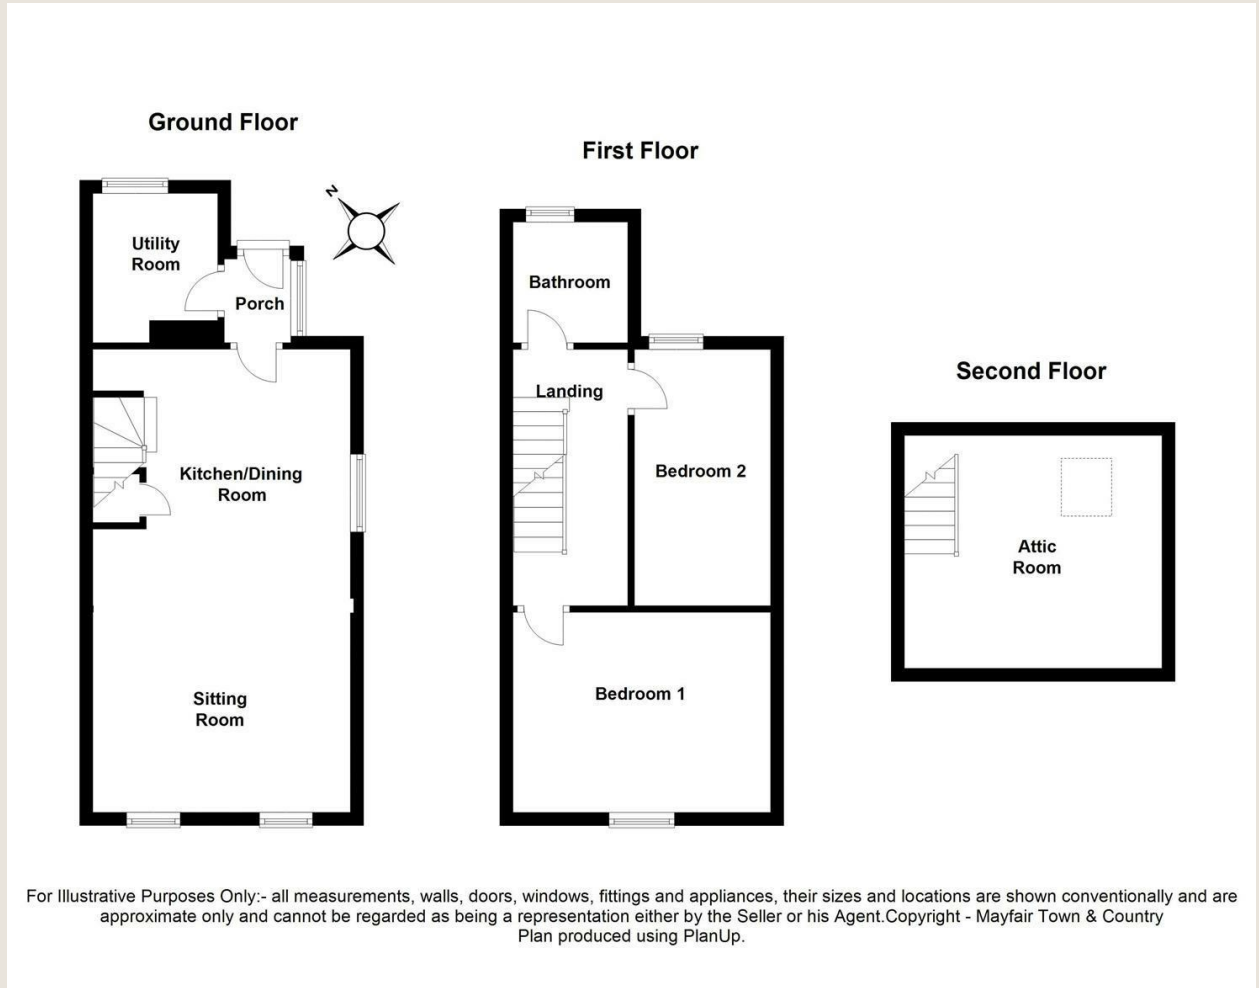 Ground Floor
First Floor
N
Utility
Room
Bathroom
Porch
Second Floor
Landing
Kitchen/Dining
Room
Bedroom 2
Attic
Room
Sitting
Room
Bedroom 1
For Illustrative Purposes Only:- all measurements, walls, doors, windows, fittings and appliances, their sizes and locations are shown conventionally and are
approximate only and cannot be regarded as being a representation either by the Seller or his Agent.Copyright - Mayfair Town & Country
Plan produced using PlanUp.